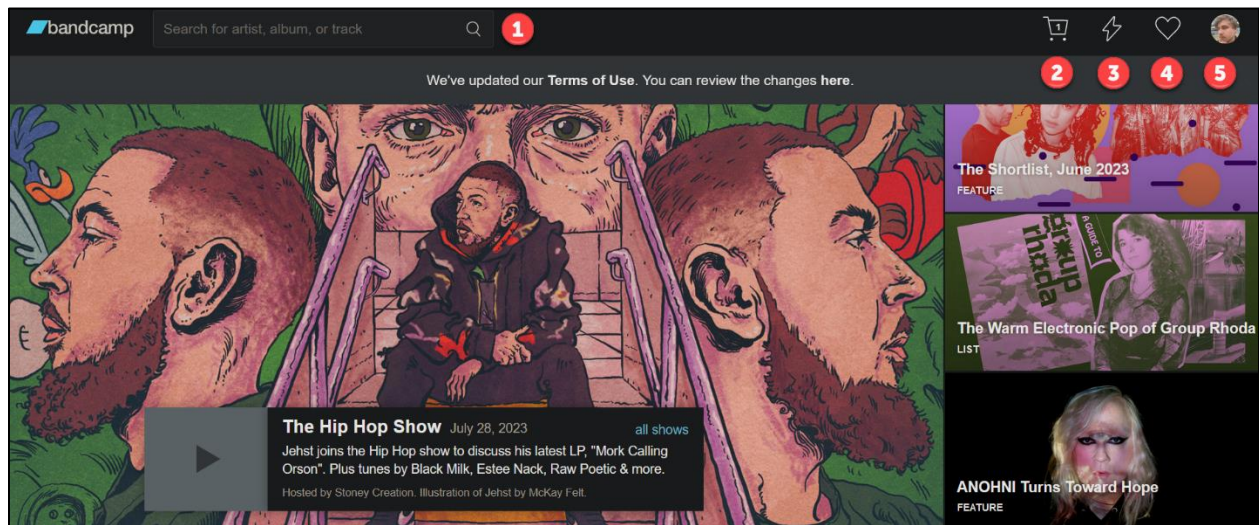 bandcamp
Search for artist, album, or track
1
1
2
3
4
5
We've updated our Terms of Use. You can review the changes here.
The Hip Hop Show July 28, 2023 all shows
Jehst joins the Hip Hop show to discuss his latest LP, "Mork Calling
Orson". Plus tunes by Black Milk, Estee Nack, Raw Poetic & more.
Hosted by Stoney Creation. Illustration of Jehst by McKay Felt.
The Shortlist, June 2023
FEATURE
A GUIDE TO
group
rhoda
The Warm Electronic Pop of Group Rhoda
LIST
ANOHNI Turns Toward Hope
FEATURE